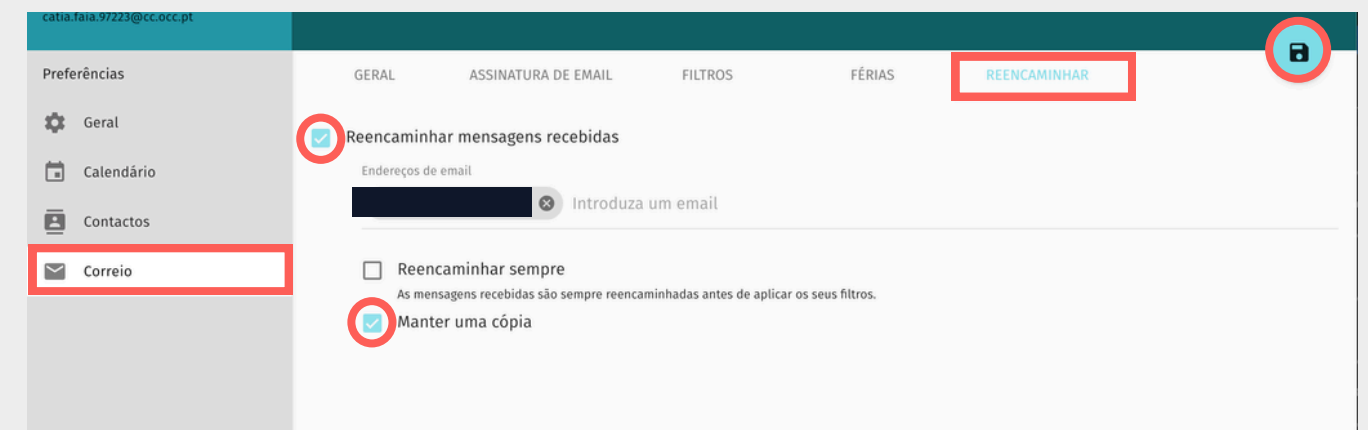 catia.faia.97223@cc.occ.pt
Preferências
GERAL ASSINATURA DE EMAIL FILTROS FÉRIAS REENCAMINHAR
Geral
Reencaminhar mensagens recebidas
Calendário
Endereços de email
Introduza um email
Contactos
Correio
Reencaminhar sempre
As mensagens recebidas são sempre reencaminhadas antes de aplicar os seus filtros.
Manter uma cópia